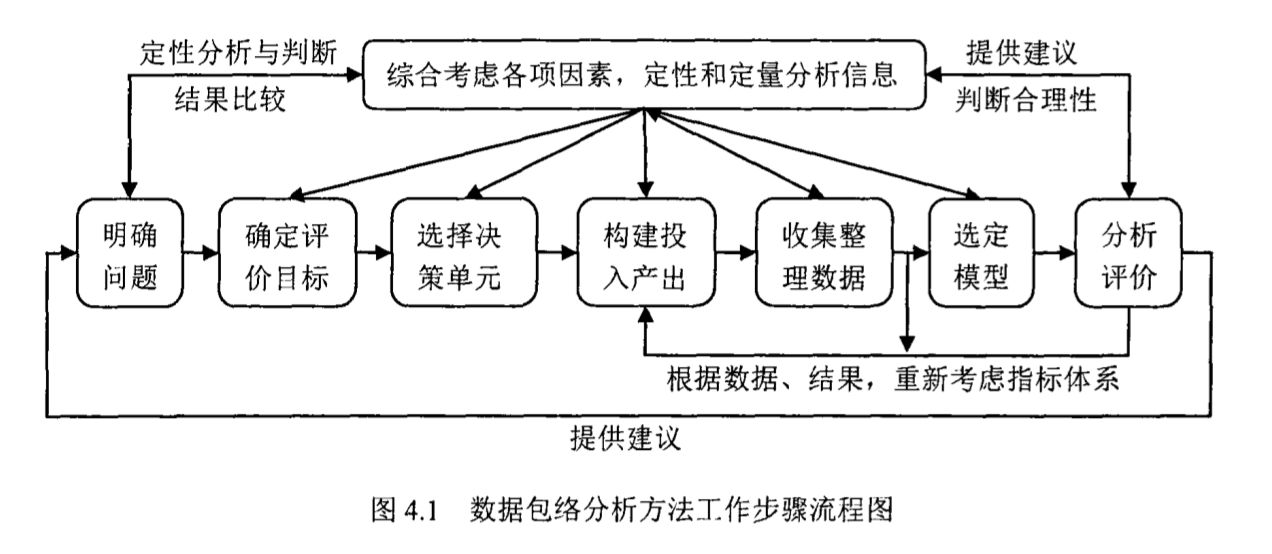 定性分析与判断
结果比较
综合考虑各项因素，定性和定量分析信息
提供建议
判断合理性
明确
问题
确定评
价目标
选择决
策单元
构建投
入产出
收集整
理数据
选定
模型
分析
评价
根据数据、结果，重新考虑指标体系
提供建议
图 4.1 数据包络分析方法工作步骤流程图